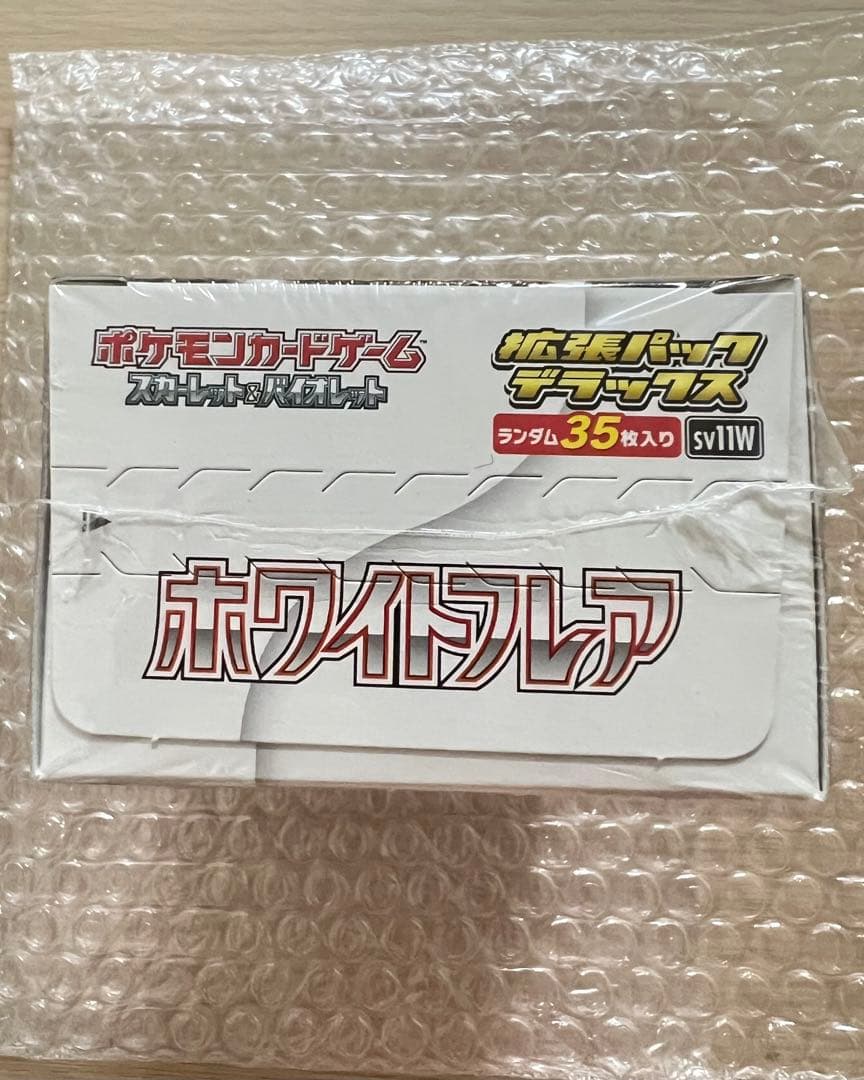 ポケモンカードゲーム™
スカーレット&バイオレット
拡張パック
デラックス
ランダム35枚入り
sv11W
ホワイトフレア